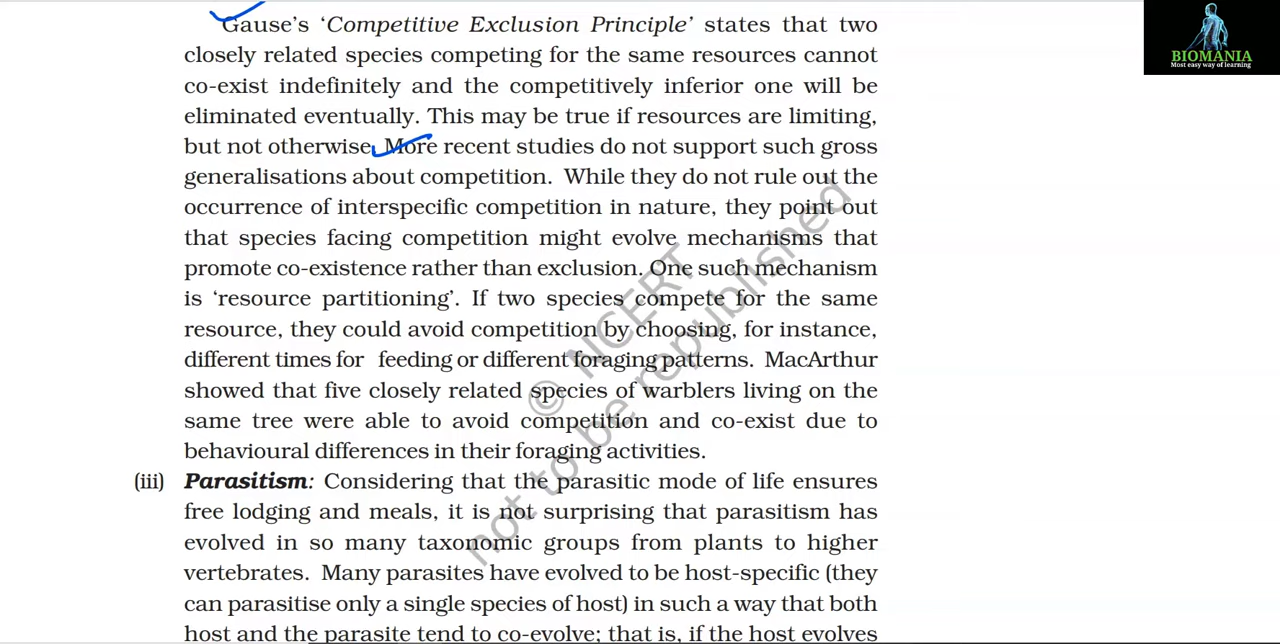 Gause's 'Competitive Exclusion Principle' states that two
closely related species competing for the same resources cannot
co-exist indefinitely and the competitively inferior one will be
eliminated eventually. This may be true if resources are limiting,
but not otherwise. More recent studies do not support such gross
generalisations about competition. While they do not rule out the
occurrence of interspecific competition in nature, they point out
that species facing competition might evolve mechanisms that
promote co-existence rather than exclusion. One such mechanism
is 'resource partitioning'. If two species compete for the same
resource, they could avoid competition by choosing, for instance,
different times for feeding or different foraging patterns. MacArthur
showed that five closely related species of warblers living on the
same tree were able to avoid competition and co-exist due to
behavioural differences in their foraging activities.
(iii) Parasitism: Considering that the parasitic mode of life ensures
free lodging and meals, it is not surprising that parasitism has
evolved in so many taxonomic groups from plants to higher
vertebrates. Many parasites have evolved to be host-specific (they
can parasitise only a single species of host) in such a way that both
host and the parasite tend to co-evolve; that is, if the host evolves
© NCERT
not to be republished
BIOMANIA
Most easy way of learning